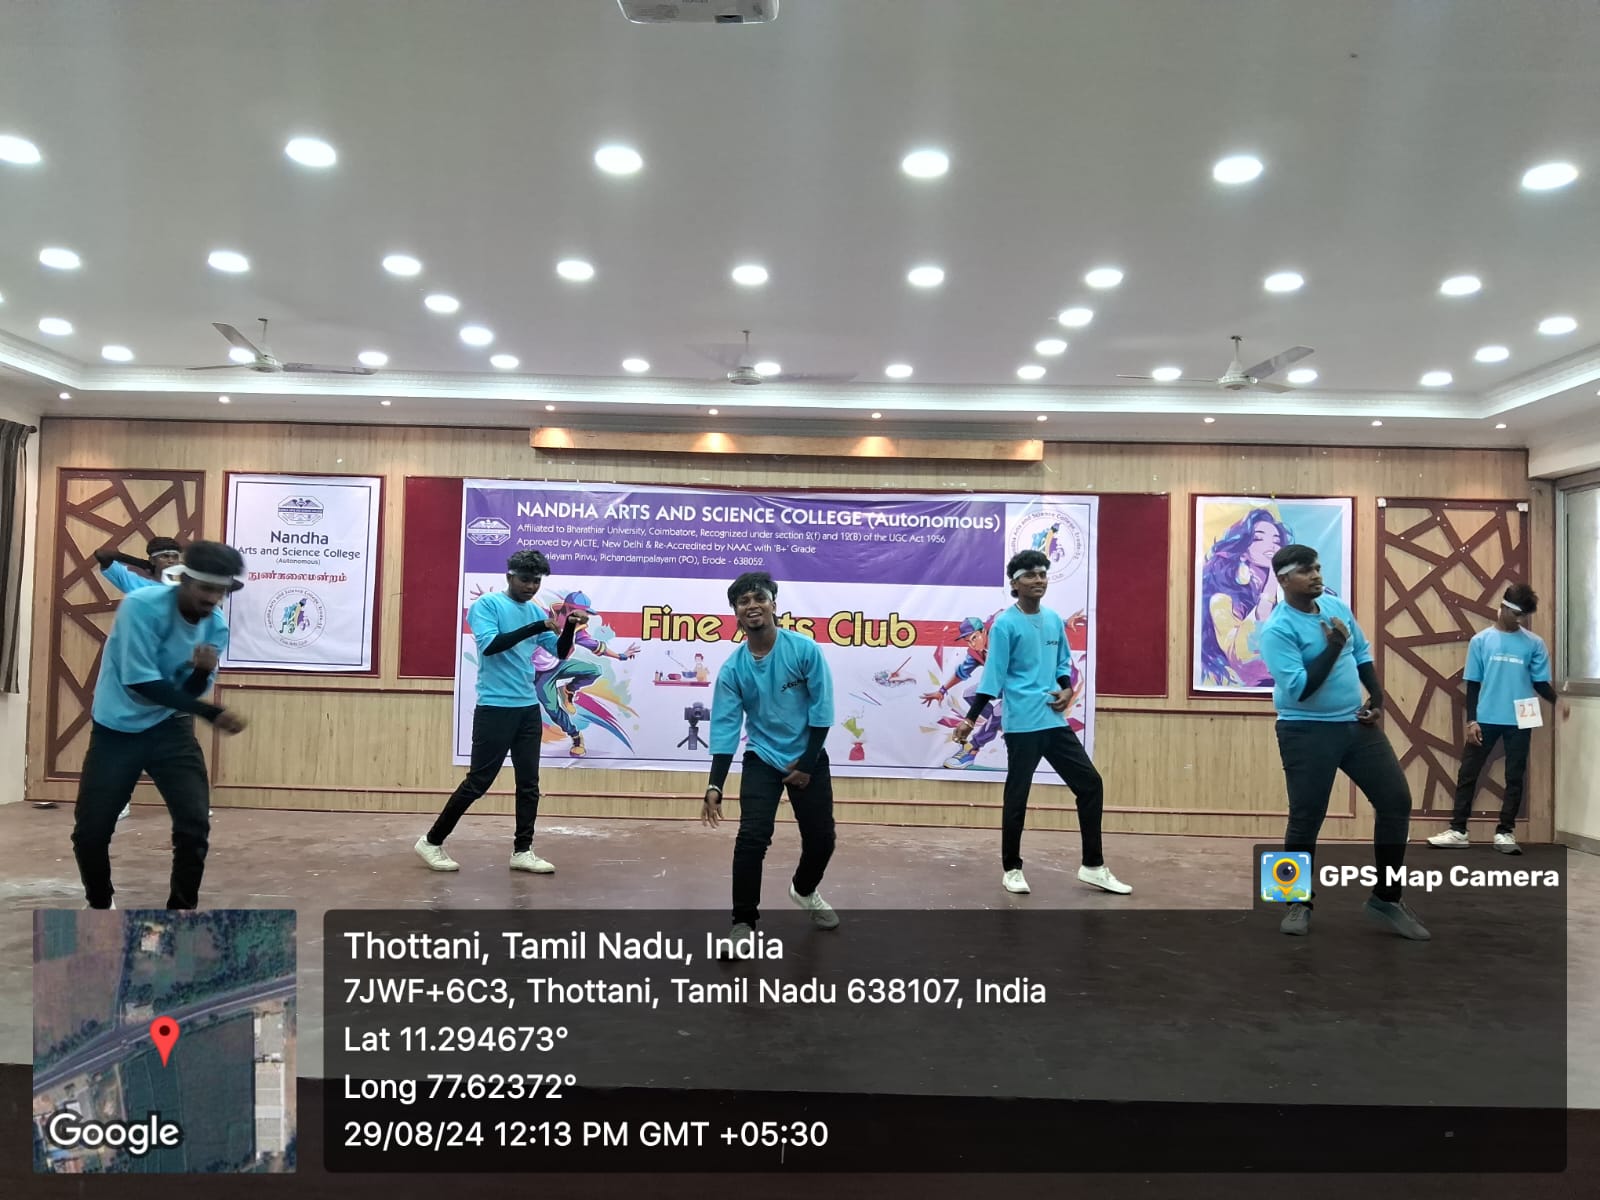 NANDHA ARTS AND SCIENCE COLLEGE (Autonomous)
Affiliated to Bharathiar University, Coimbatore, Recognized under section 2(f) and 12(B) of the UGC Act 1956
Approved by AICTE, New Delhi & Re-Accredited by NAAC with 'B+' Grade
Pirivu, Pichandampalayam (PO), Erode - 638052.
Nandha
Arts and Science College
(Autonomous)
நுண்கலைமன்றம்
Fine Arts Club
21
GPS Map Camera
Thottani, Tamil Nadu, India
7JWF+6C3, Thottani, Tamil Nadu 638107, India
Lat 11.294673°
Long 77.62372°
29/08/24 12:13 PM GMT +05:30
Google